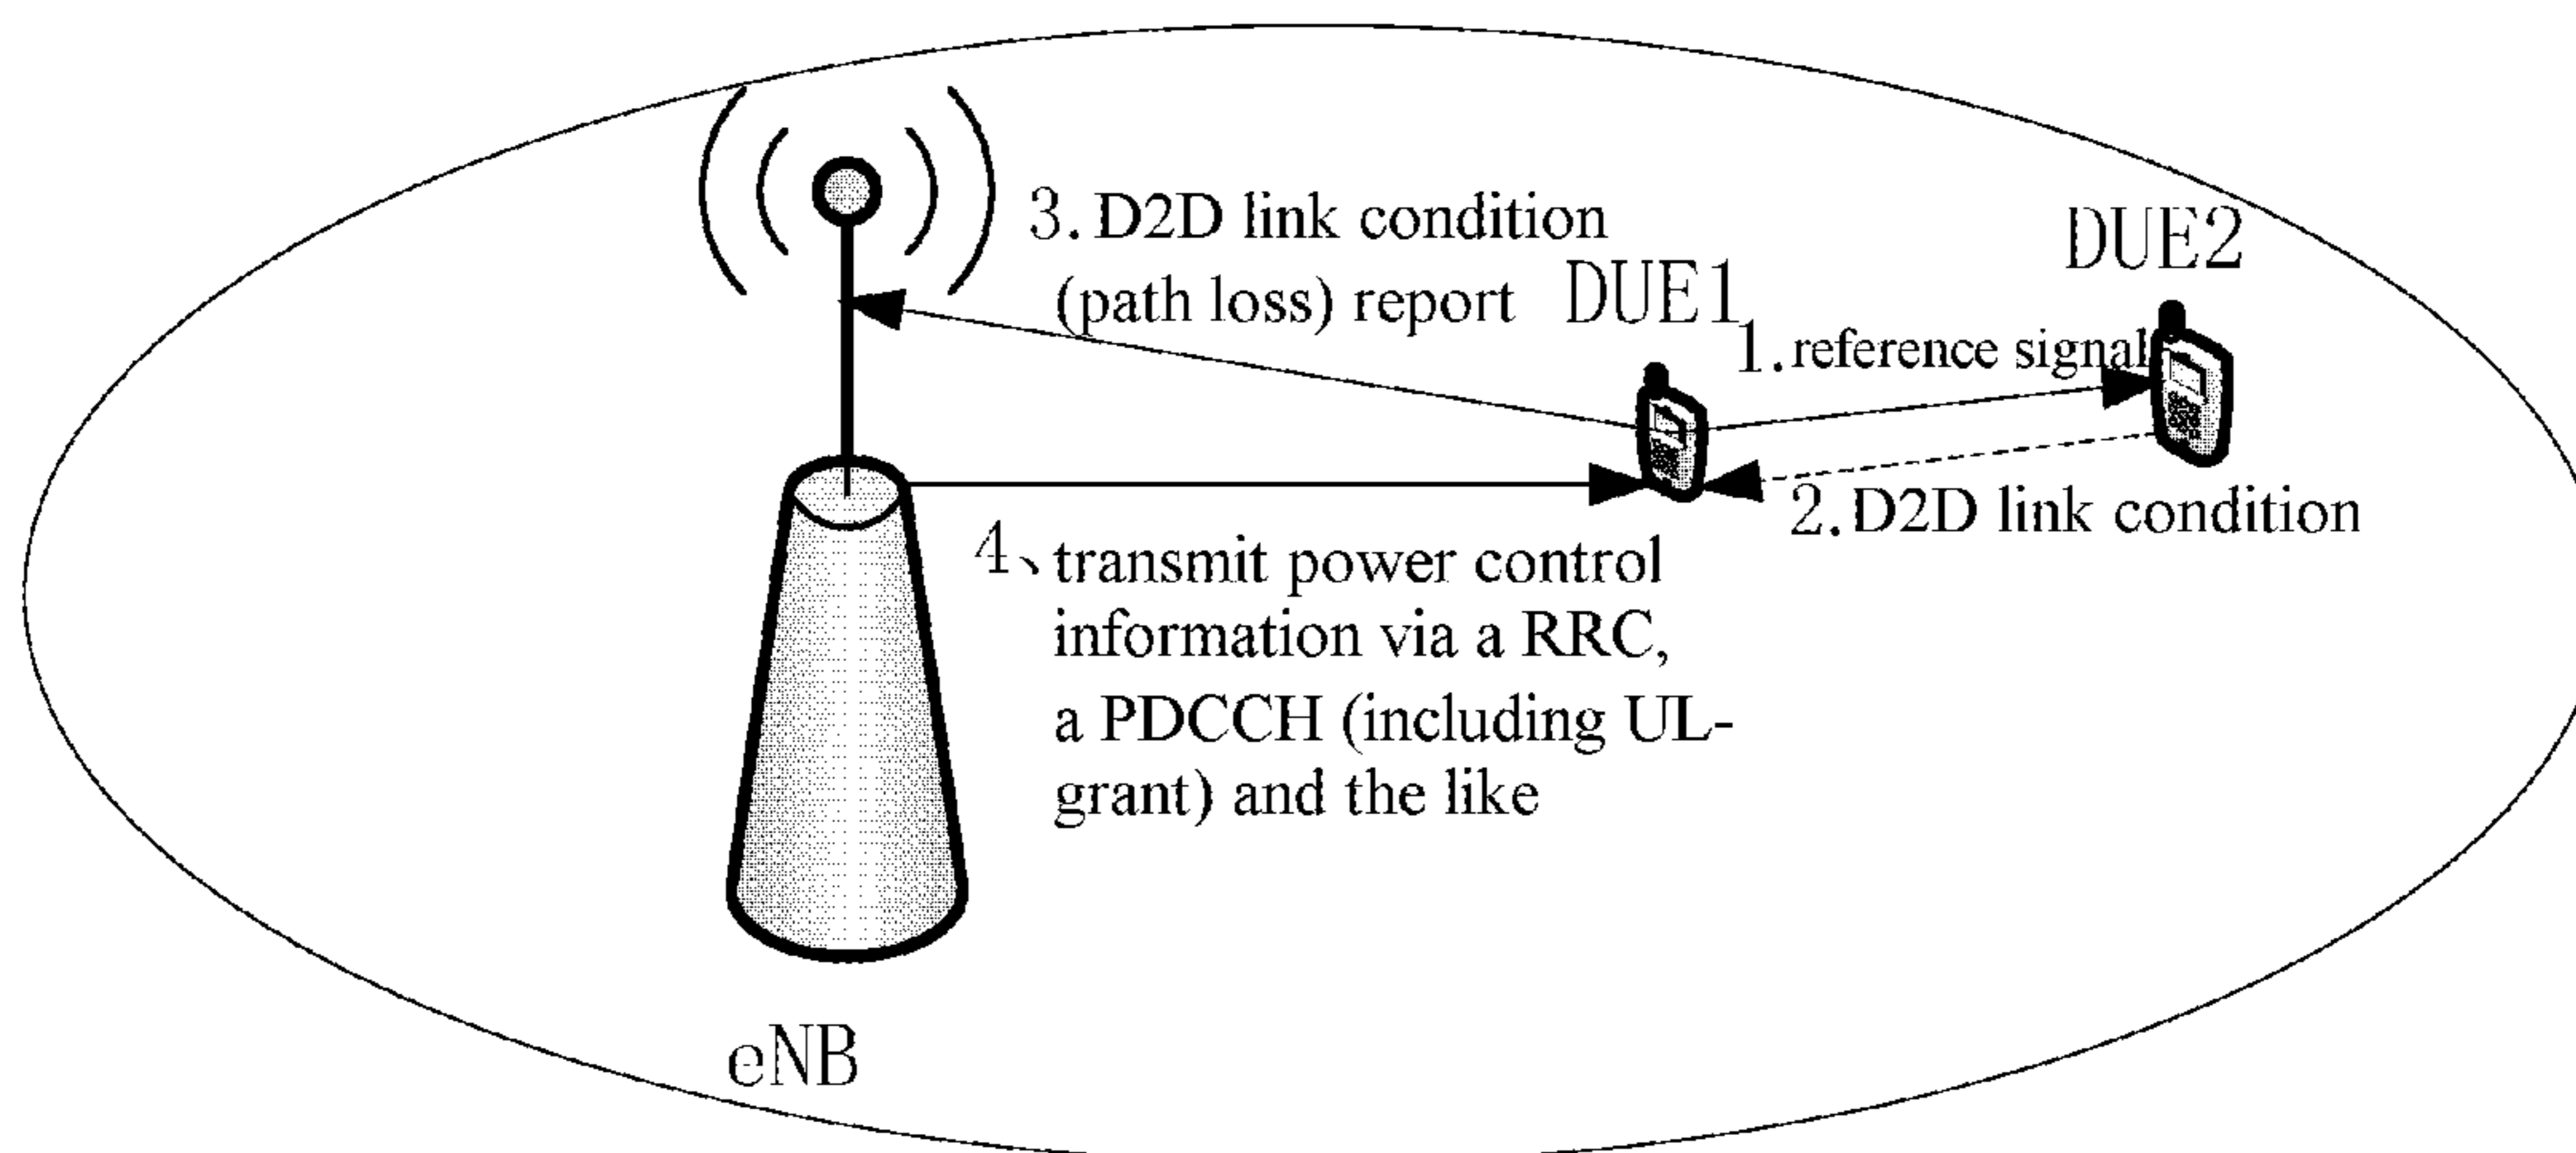 3. D2D link condition
(path loss) report
DUE1
DUE2
1. reference signal
2. D2D link condition
4、transmit power control
information via a RRC,
a PDCCH (including UL-
grant) and the like
eNB